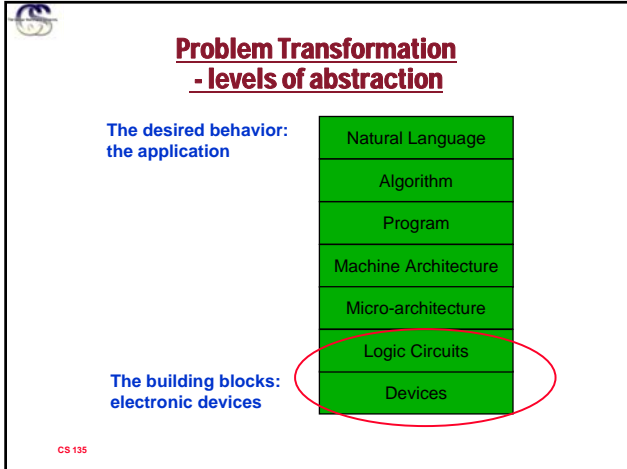 Problem Transformation
- levels of abstraction
The desired behavior:
the application
Natural Language
Algorithm
Program
Machine Architecture
Micro-architecture
Logic Circuits
Devices
The building blocks:
electronic devices
CS 135